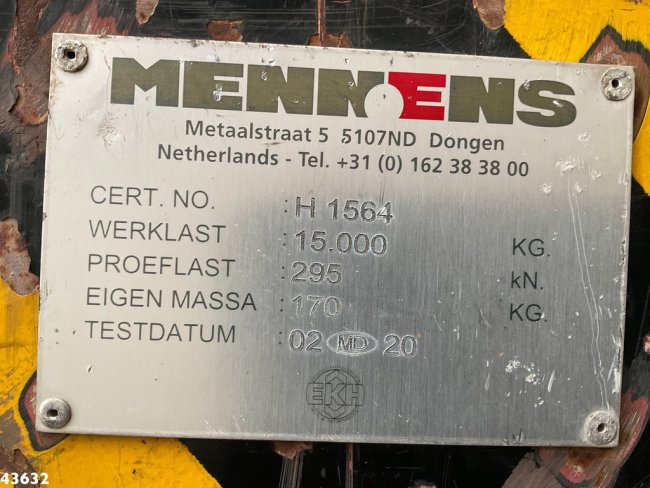 MENNENS
Metaalstraat 5 5107ND Dongen
Netherlands - Tel. +31 (0) 162 38 38 00
CERT. NO. : H 1564
WERKLAST : 15.000 KG.
PROEFLAST : 295 kN.
EIGEN MASSA : 170 KG.
TESTDATUM : 02 MD 20
EKH
43632